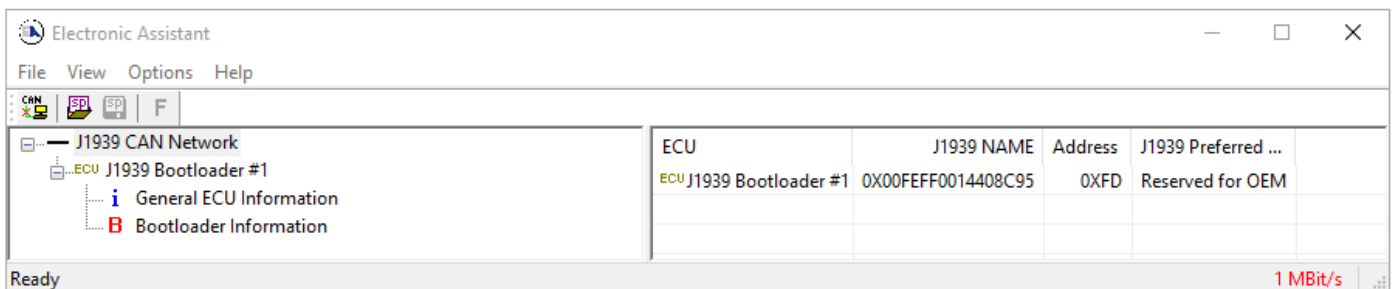 Electronic Assistant
File View Options Help
CAN SP SP F
J1939 CAN Network
ECU J1939 Bootloader #1
i General ECU Information
B Bootloader Information
ECU J1939 NAME Address J1939 Preferred ...
ECU J1939 Bootloader #1 0X00FEFF0014408C95 0XFD Reserved for OEM
Ready 1 MBit/s